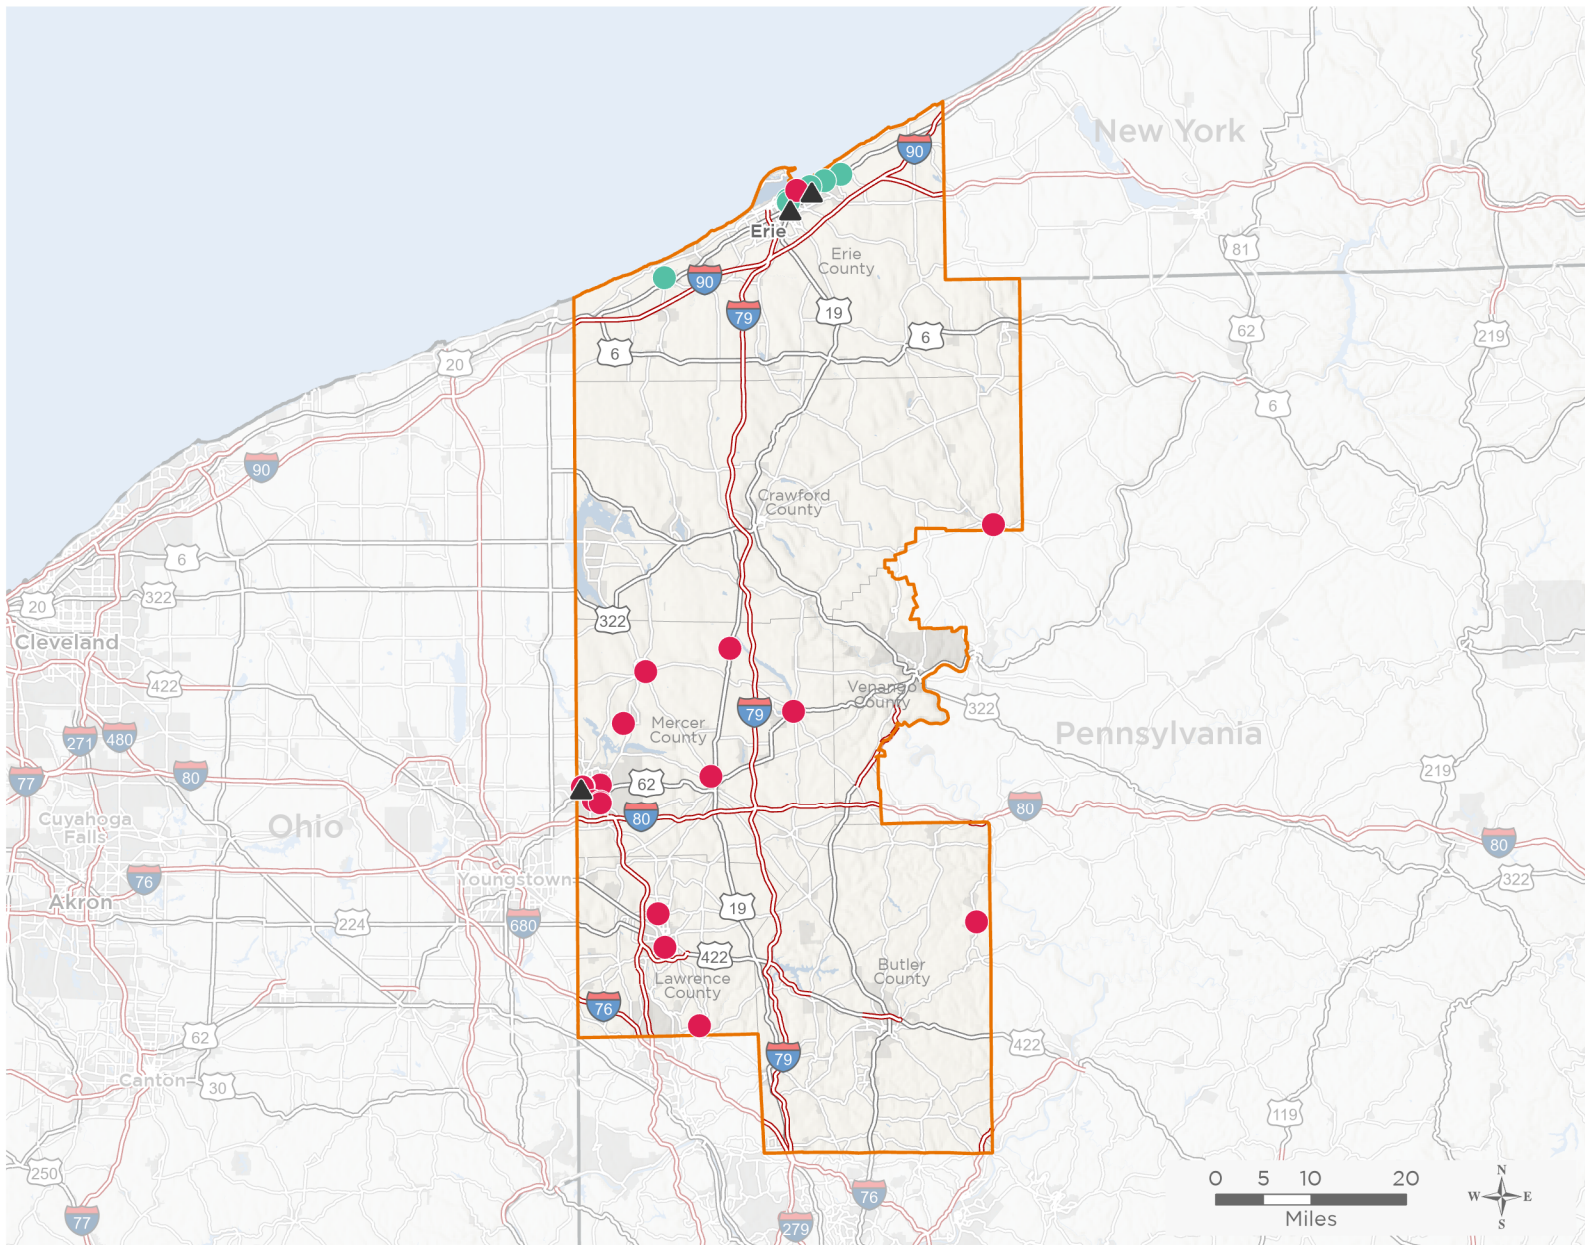 New York
90
Erie
Erie
County
81
90
79
19
62
219
6
6
20
6
90
Crawford
County
6
322
20
322
Cleveland
422
Venango
County
322
79
Mercer
County
Pennsylvania
271
480
77
80
62
219
80
80
Cuyahoga
Falls
Ohio
80
76
Youngstown
322
Akron
224
680
19
422
Butler
County
Lawrence
County
76
62
422
79
Canton
30
119
250
76
77
279
0 5 10 20
Miles
N
W E
S